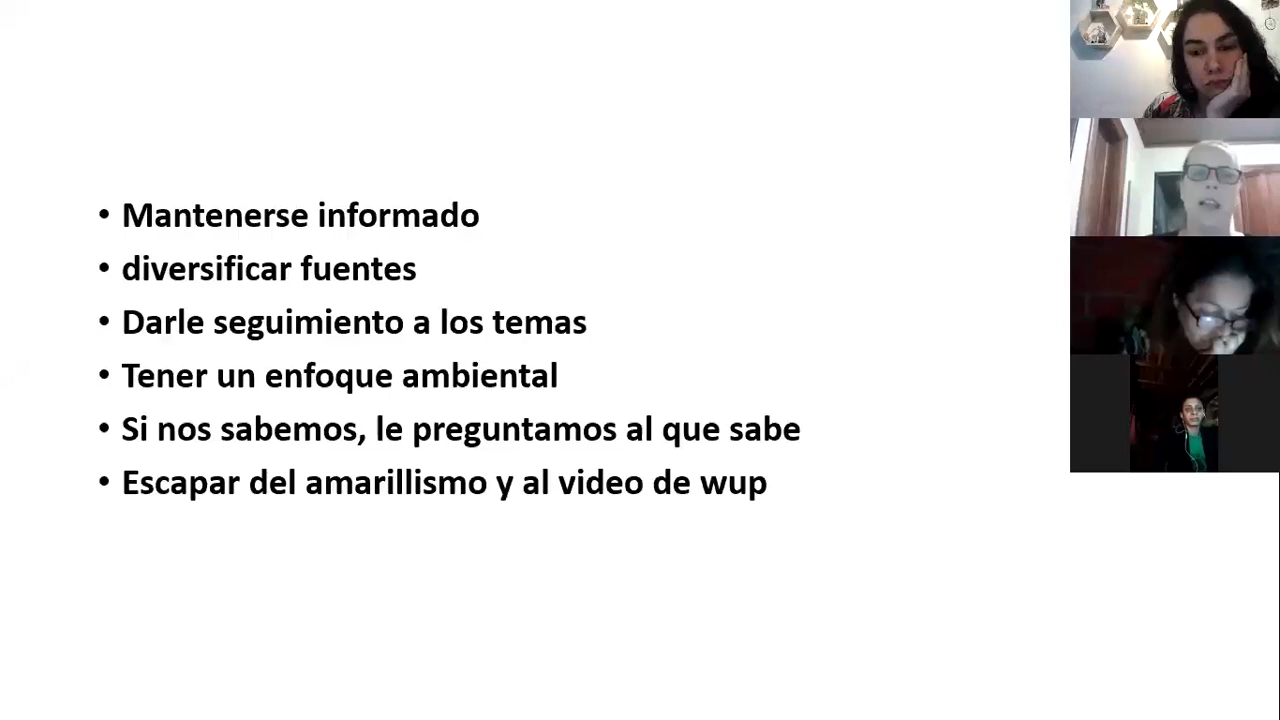 • Mantenerse informado
• diversificar fuentes
• Darle seguimiento a los temas
• Tener un enfoque ambiental
• Si nos sabemos, le preguntamos al que sabe
• Escapar del amarillismo y al video de wup